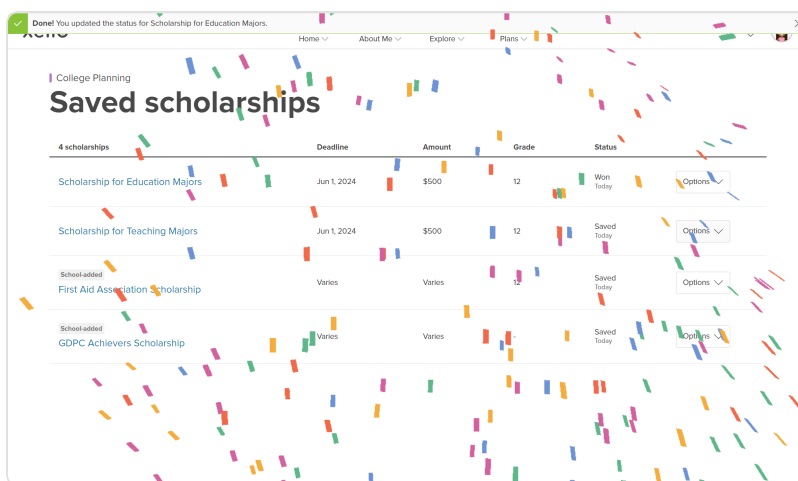 Done! You updated the status for Scholarship for Education Majors.
Home
About Me
Explore
Plans
College Planning
Saved scholarships
4 scholarships Deadline Amount Grade Status
Scholarship for Education Majors Jun 1, 2024 $500 12 Won Options
Today
Scholarship for Teaching Majors Jun 1, 2024 $500 12 Saved Options
Today
School-added
First Aid Association Scholarship Varies Varies 12 Saved Options
Today
School-added
GDPC Achievers Scholarship Varies Varies - Saved Options
Today